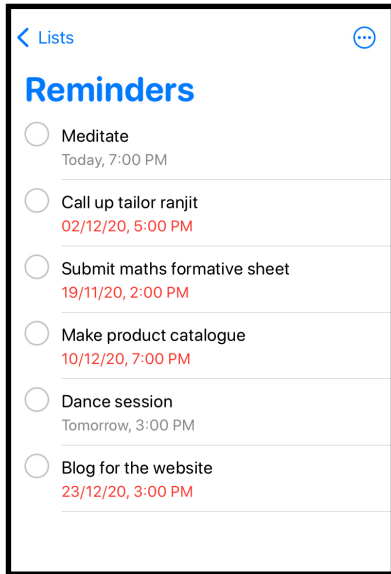 Lists
Reminders
Meditate
Today, 7:00 PM
Call up tailor ranjit
02/12/20, 5:00 PM
Submit maths formative sheet
19/11/20, 2:00 PM
Make product catalogue
10/12/20, 7:00 PM
Dance session
Tomorrow, 3:00 PM
Blog for the website
23/12/20, 3:00 PM